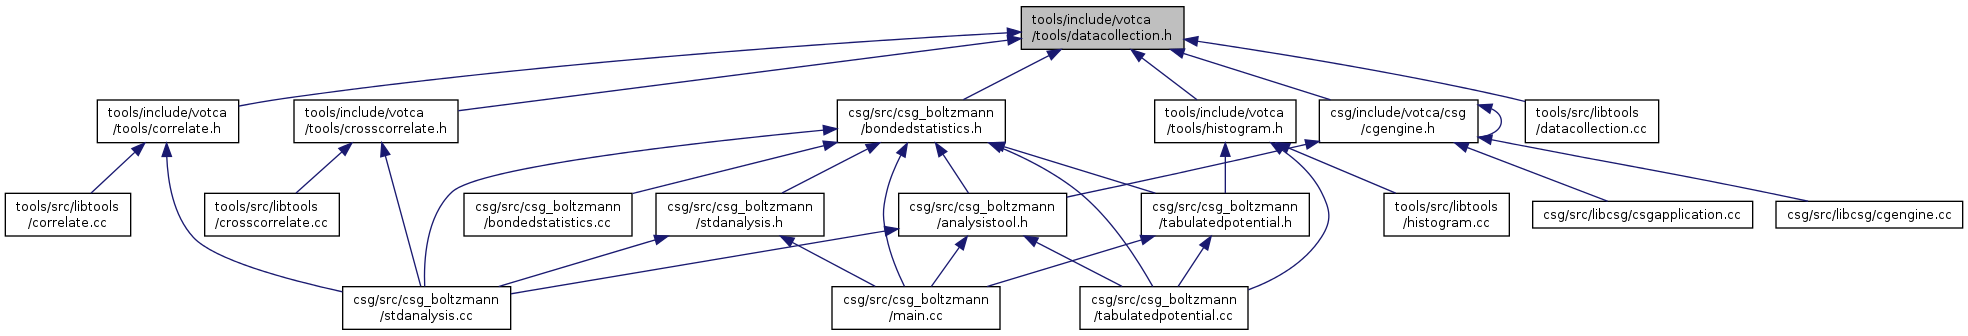 tools/include/votca
/tools/datacollection.h
tools/include/votca
/tools/correlate.h
tools/include/votca
/tools/crosscorrelate.h
csg/src/csg_boltzmann
/bondedstatistics.h
tools/include/votca
/tools/histogram.h
csg/include/votca/csg
/cgengine.h
tools/src/libtools
/datacollection.cc
tools/src/libtools
/correlate.cc
tools/src/libtools
/crosscorrelate.cc
csg/src/csg_boltzmann
/bondedstatistics.cc
csg/src/csg_boltzmann
/stdanalysis.h
csg/src/csg_boltzmann
/analysistool.h
csg/src/csg_boltzmann
/tabulatedpotential.h
tools/src/libtools
/histogram.cc
csg/src/libcsg/csgapplication.cc
csg/src/libcsg/cgengine.cc
csg/src/csg_boltzmann
/stdanalysis.cc
csg/src/csg_boltzmann
/main.cc
csg/src/csg_boltzmann
/tabulatedpotential.cc